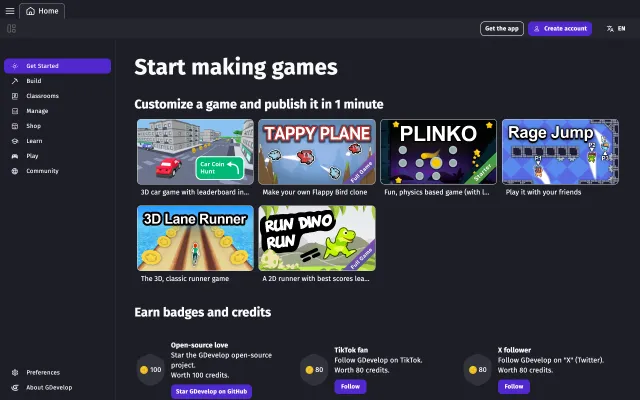 Home
Get the app
Create account
EN
Get Started
Build
Classrooms
Manage
Shop
Learn
Play
Community
Preferences
About GDevelop
Start making games
Customize a game and publish it in 1 minute
Car Coin
Hunt
3D car game with leaderboard in...
TAPPY PLANE
Full Game
Make your own Flappy Bird clone
PLINKO
Starter
Fun, physics based game (with l...
Rage Jump
P1
P2
P3
Play it with your friends
3D Lane Runner
The 3D, classic runner game
RUN DINO
RUN
Full Game
A 2D runner with best scores lea...
Earn badges and credits
100
Open-source love
Star the GDevelop open-source
project.
Worth 100 credits.
Star GDevelop on GitHub
80
TikTok fan
Follow GDevelop on TikTok.
Worth 80 credits.
Follow
80
X follower
Follow GDevelop on "X" (Twitter).
Worth 80 credits.
Follow